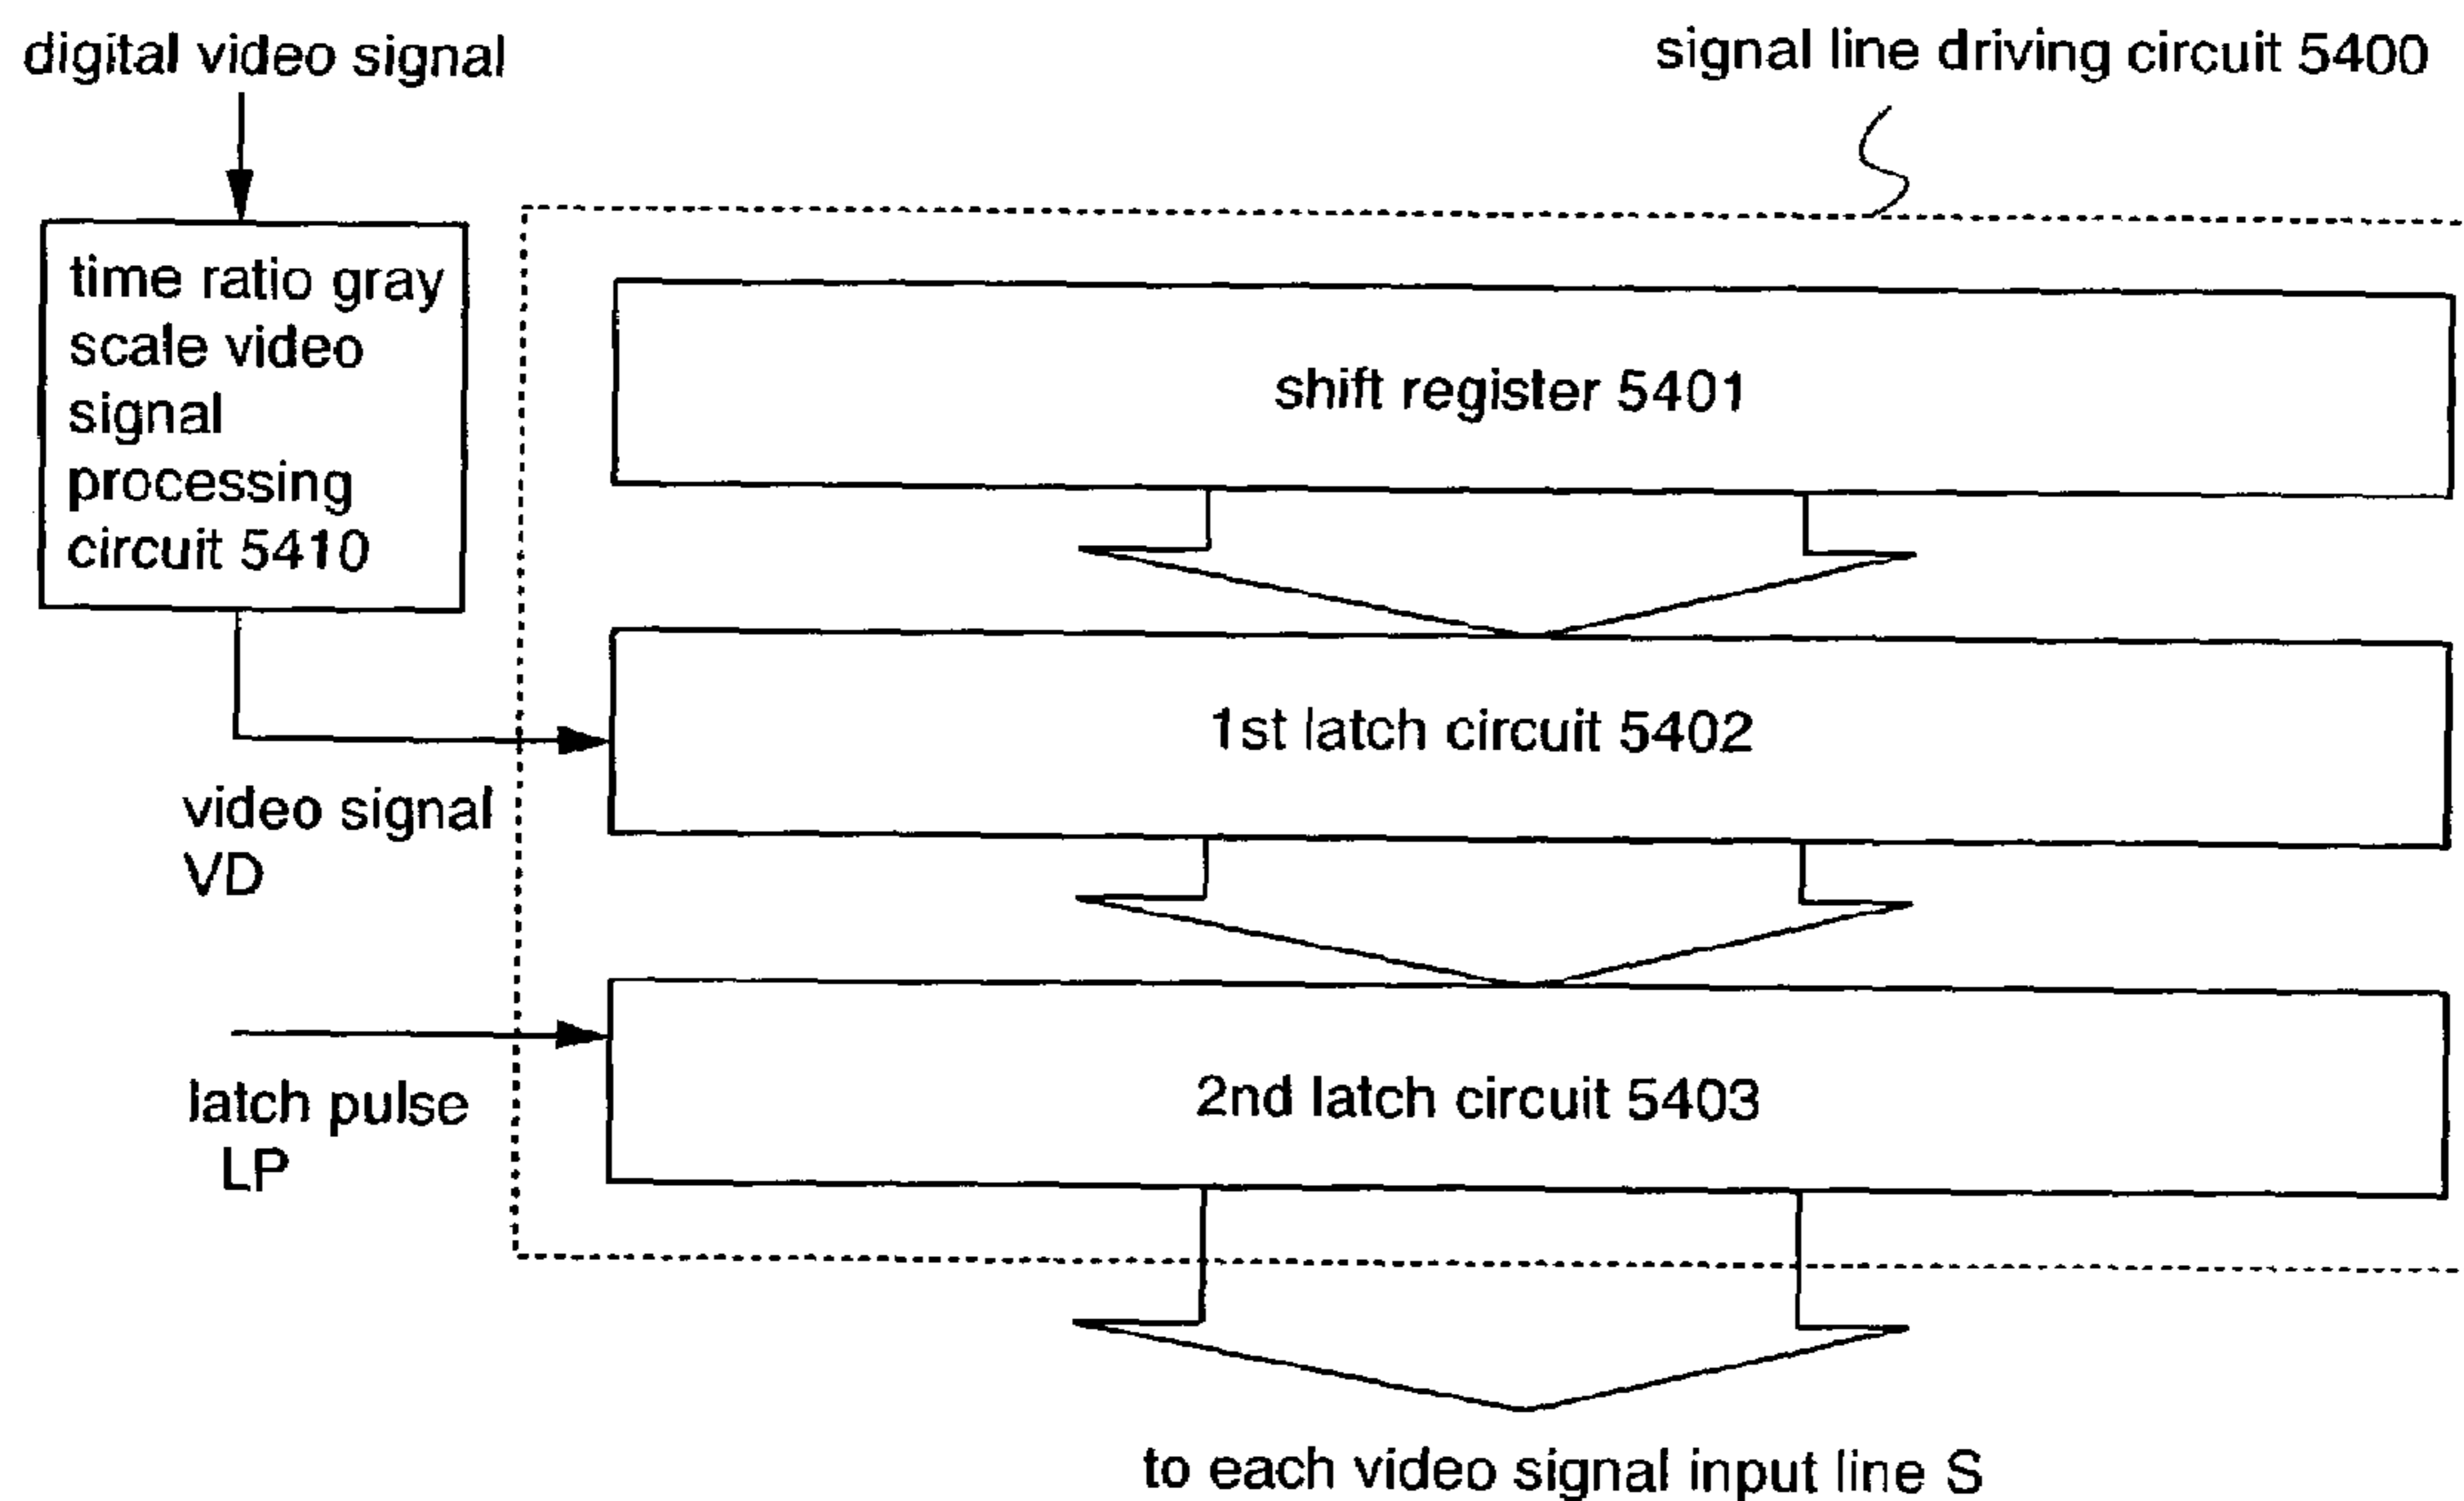 digital video signal
signal line driving circuit 5400
time ratio gray
scale video
signal
processing
circuit 5410
shift register 5401
1st latch circuit 5402
video signal
VD
latch pulse
LP
2nd latch circuit 5403
to each video signal input line S